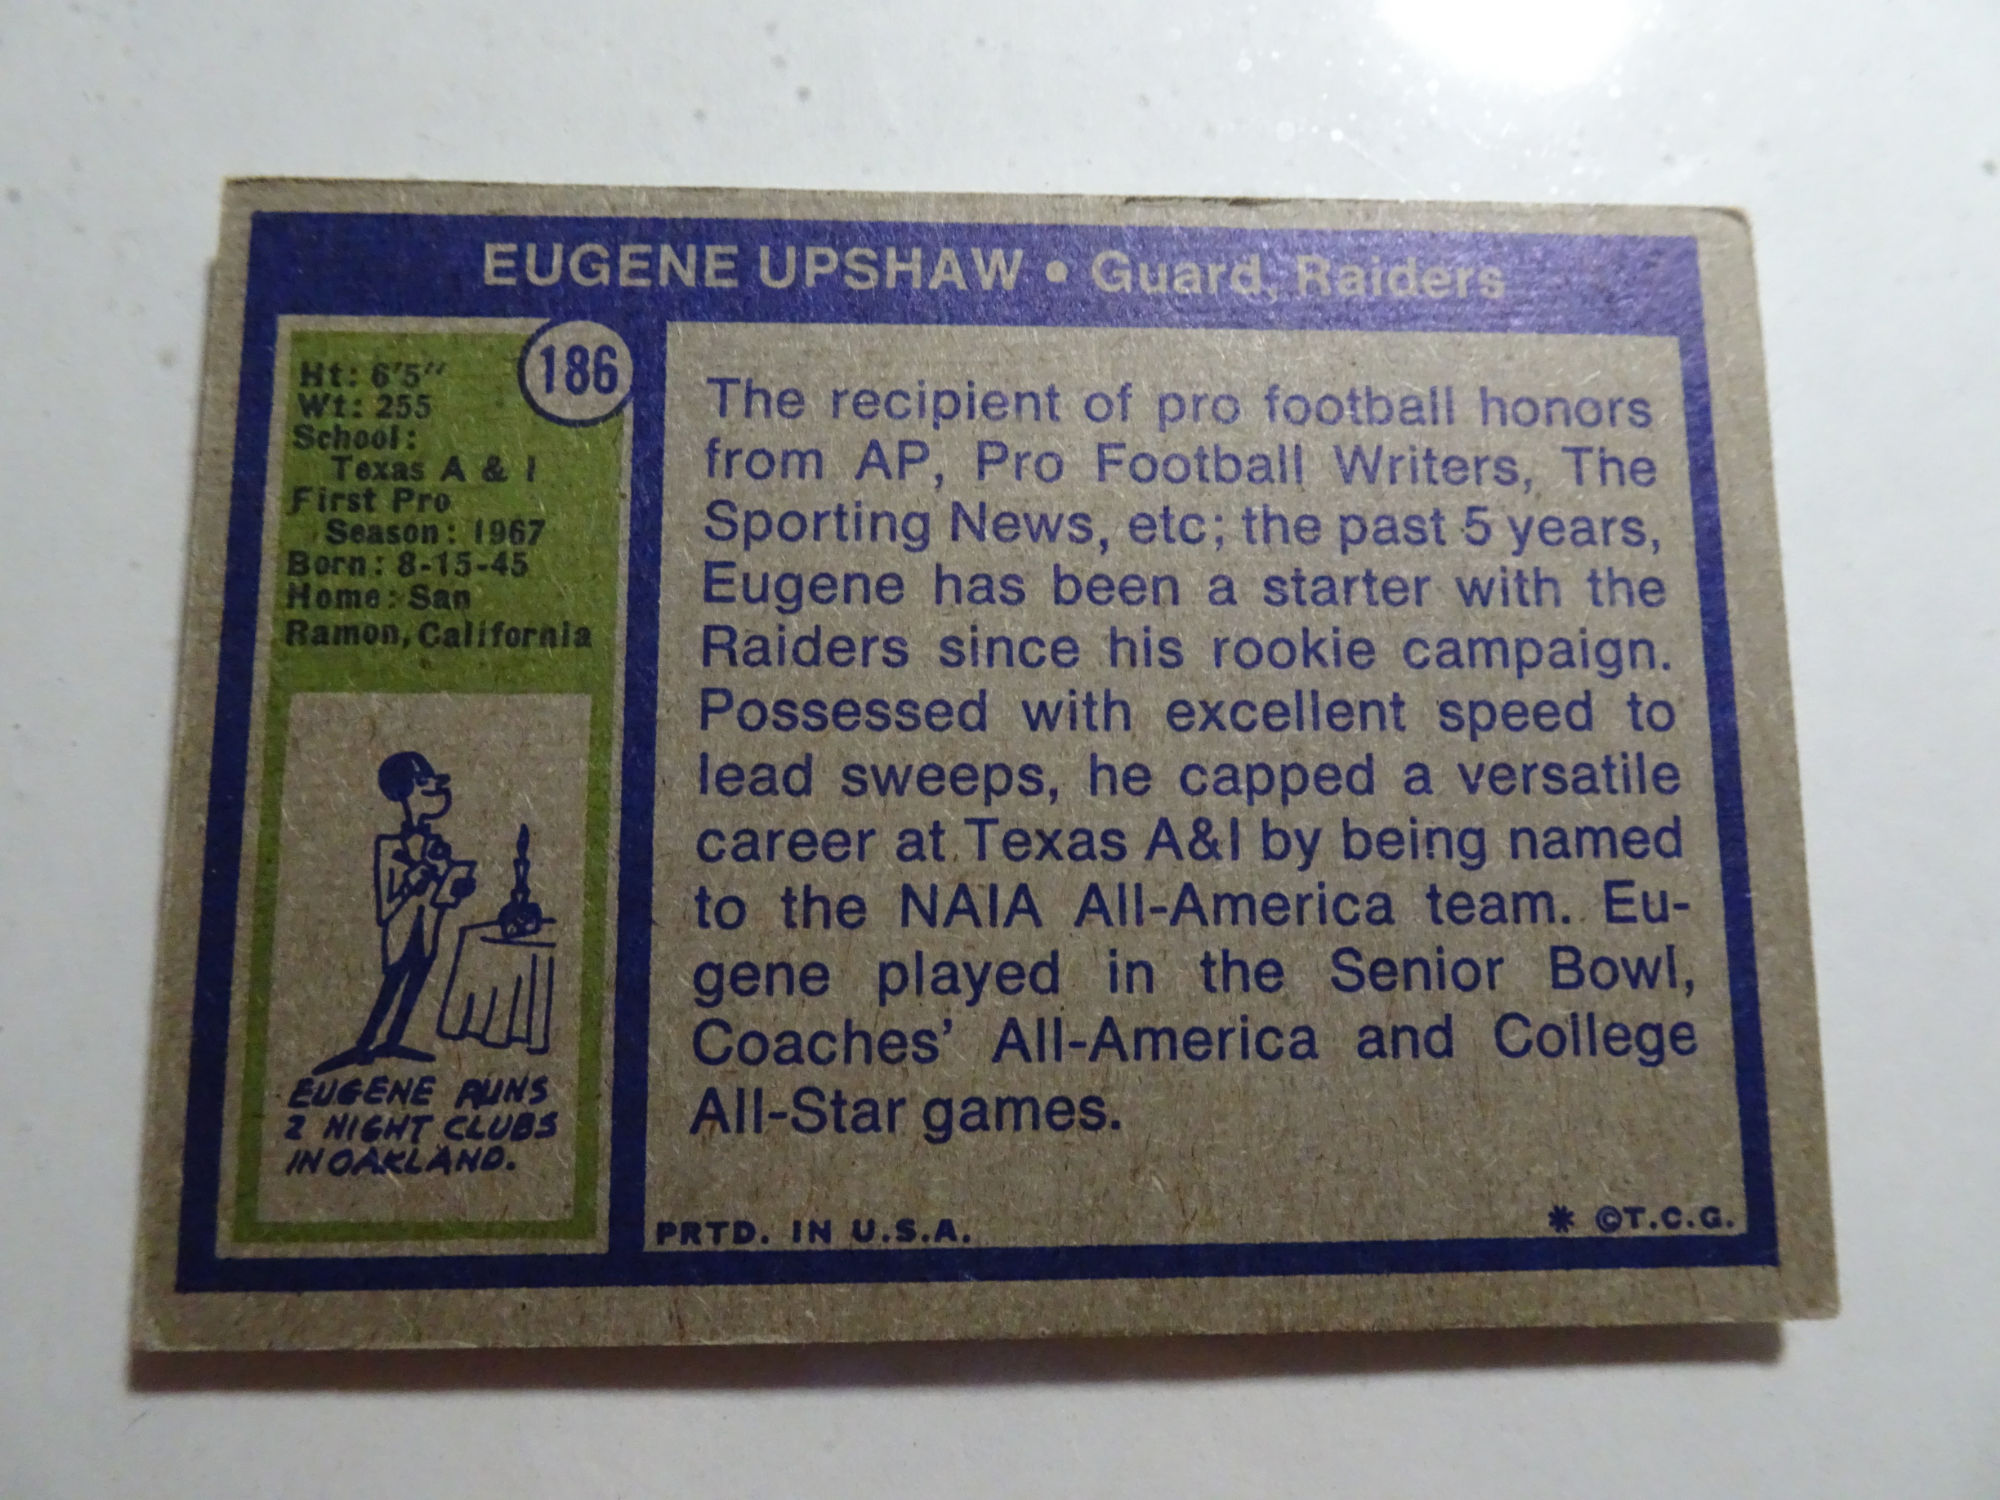 EUGENE UPSHAW • Guard, Raiders
186
Ht: 6'5"
Wt: 255
School:
Texas A & I
First Pro
Season: 1967
Born: 8-15-45
Home: San
Ramon, California
EUGENE RUNS
2 NIGHT CLUBS
IN OAKLAND.
The recipient of pro football honors
from AP, Pro Football Writers, The
Sporting News, etc; the past 5 years,
Eugene has been a starter with the
Raiders since his rookie campaign.
Possessed with excellent speed to
lead sweeps, he capped a versatile
career at Texas A&I by being named
to the NAIA All-America team. Eu-
gene played in the Senior Bowl,
Coaches' All-America and College
All-Star games.
PRTD. IN U.S.A.
* ©T.C.G.